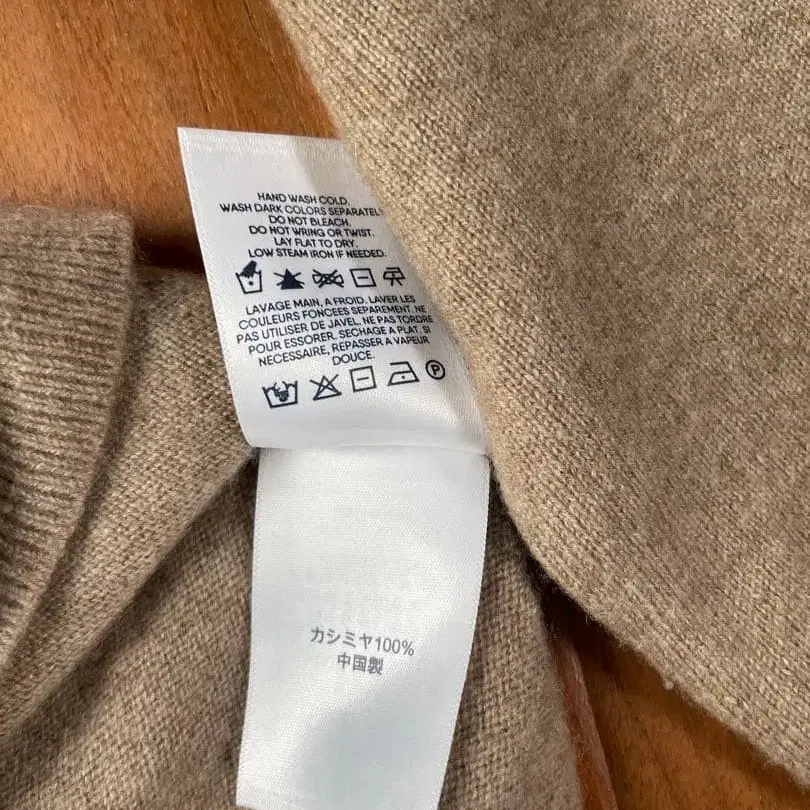 HAND WASH COLD.
WASH DARK COLORS SEPARATELY
DO NOT BLEACH.
DO NOT WRING OR TWIST.
LAY FLAT TO DRY.
LOW STEAM IRON IF NEEDED.
LAVAGE MAIN, A FROID. LAVER LES
COULEURS FONCEES SEPAREMENT. NE
PAS UTILISER DE JAVEL. NE PAS TORDRE
POUR ESSORER. SECHAGE A PLAT. SI
NECESSAIRE, REPASSER A VAPEUR
DOUCE.
P
カシミヤ100%
中国製